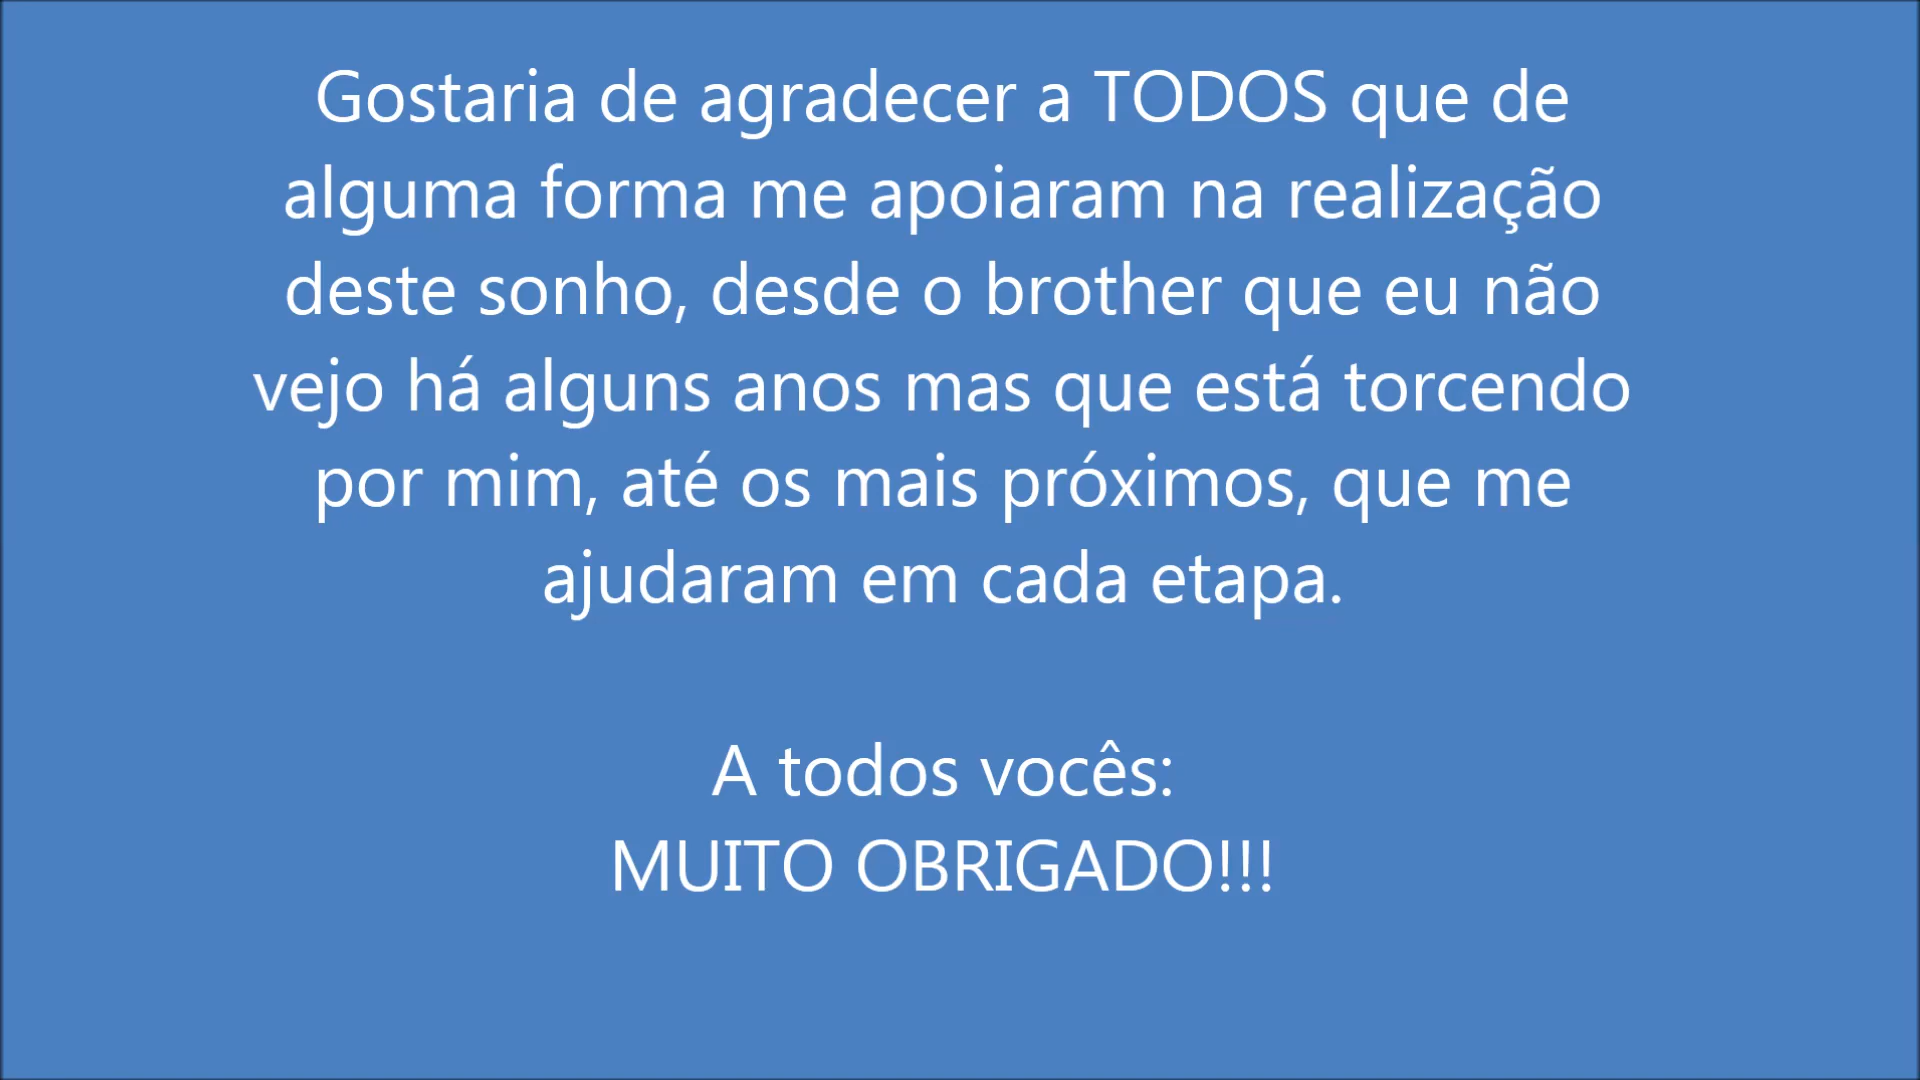 Gostaria de agradecer a TODOS que de
alguma forma me apoiaram na realização
deste sonho, desde o brother que eu não
vejo há alguns anos mas que está torcendo
por mim, até os mais próximos, que me
ajudaram em cada etapa.
A todos vocês:
MUITO OBRIGADO!!!